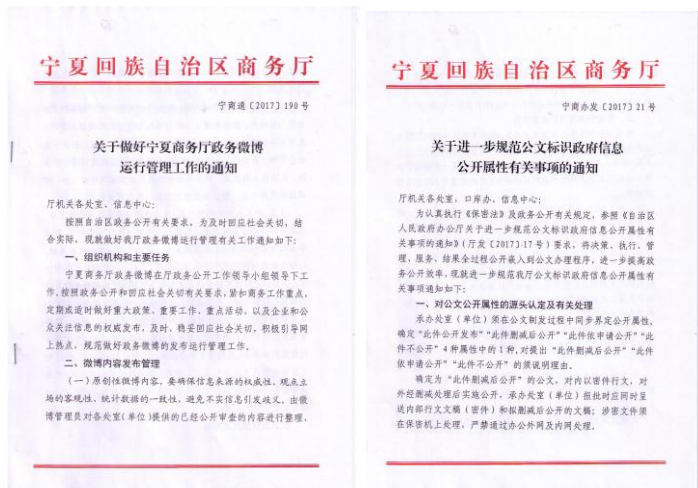 宁夏回族自治区商务厅
宁商通〔2017〕190号
关于做好宁夏商务厅政务微博
运行管理工作的通知
厅机关各处室、信息中心：
按照自治区政务公开有关要求，为及时回应社会关切，结
合实际，现就做好我厅政务微博运行管理有关工作通知如下：
一、组织机构和主要任务
宁夏商务厅政务微博在厅政务公开工作领导小组领导下工
作，按照政务公开和回应社会关切有关要求，紧扣商务工作重点，
定期或适时做好重大政策、重要工作、重点活动，以及企业和公
众关注信息的权威发布，及时、稳妥回应社会关切，积极引导网
上热点，规范做好政务微博的发布运行管理工作。
二、微博内容发布管理
（一）原创性微博内容，要确保信息来源的权威性、观点立
场的客观性、统计数据的一致性，避免不实信息引发歧义。由微
博管理员对各处室（单位）提供的已经公开审查的内容进行整理，
宁夏回族自治区商务厅
宁商办发〔2017〕21号
关于进一步规范公文标识政府信息
公开属性有关事项的通知
厅机关各处室，口岸办、信息中心：
为认真执行《保密法》及政务公开有关规定，参照《自治区
人民政府办公厅关于进一步规范公文标识政府信息公开属性有
关事项的通知》（厅发〔2017〕17号）要求，将决策、执行、管
理、服务、结果全过程公开嵌入到公文办理程序，进一步提高政
务公开效率，现就进一步规范我厅公文标识政府信息公开属性有
关事项通知如下：
一、对公文公开属性的源头认定及有关处理
承办处室（单位）须在公文制发过程中同步界定公开属性，
确定“此件公开发布”“此件删减后公开”“此件依申请公开”“此
件不公开”4种属性中的1种，对提出“此件删减后公开”“此件
依申请公开”“此件不公开”的须说明理由。
确定为“此件删减后公开”的公文，对内以密件行文，对
外经删减处理后实施公开，承办处室（单位）报批时应同时呈
送内部行文文稿（密件）和拟删减后公开的文稿；涉密文件须
在保密机上处理，严禁通过办公外网及内网处理。